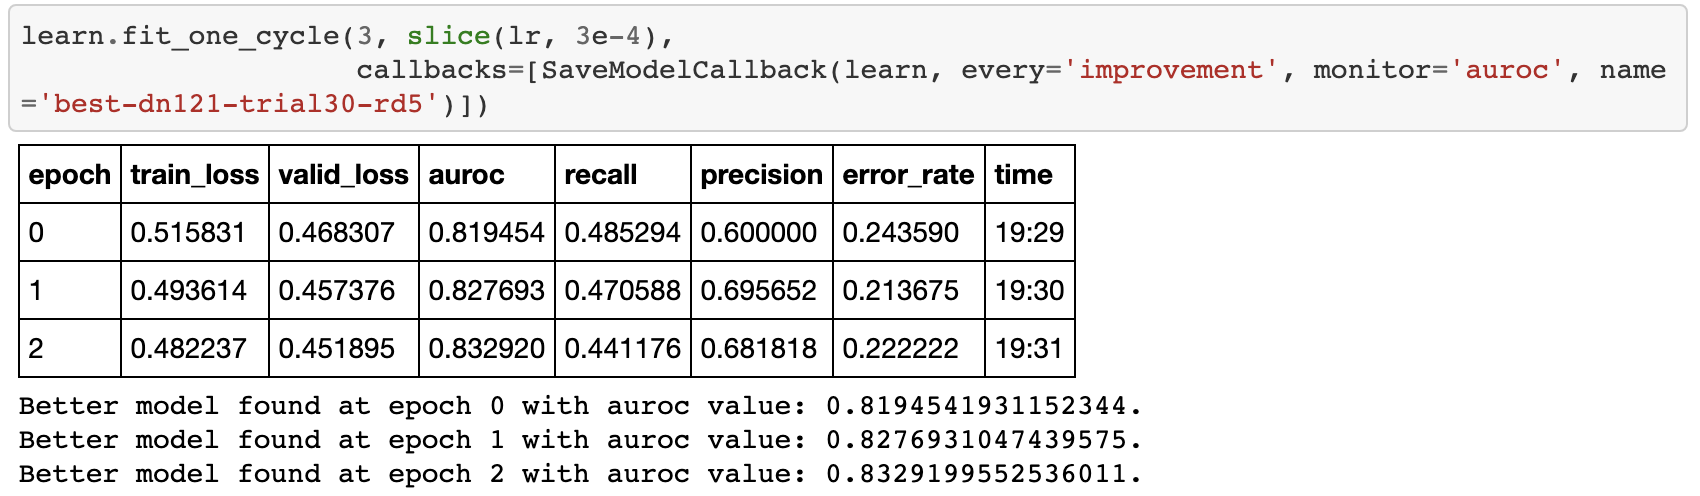 learn.fit_one_cycle(3, slice(lr, 3e-4),
                    callbacks=[SaveModelCallback(learn, every='improvement', monitor='auroc', name
='best-dn121-trial30-rd5')])
epoch train_loss valid_loss auroc recall precision error_rate time
0 0.515831 0.468307 0.819454 0.485294 0.600000 0.243590 19:29
1 0.493614 0.457376 0.827693 0.470588 0.695652 0.213675 19:30
2 0.482237 0.451895 0.832920 0.441176 0.681818 0.222222 19:31
Better model found at epoch 0 with auroc value: 0.8194541931152344.
Better model found at epoch 1 with auroc value: 0.8276931047439575.
Better model found at epoch 2 with auroc value: 0.8329199552536011.